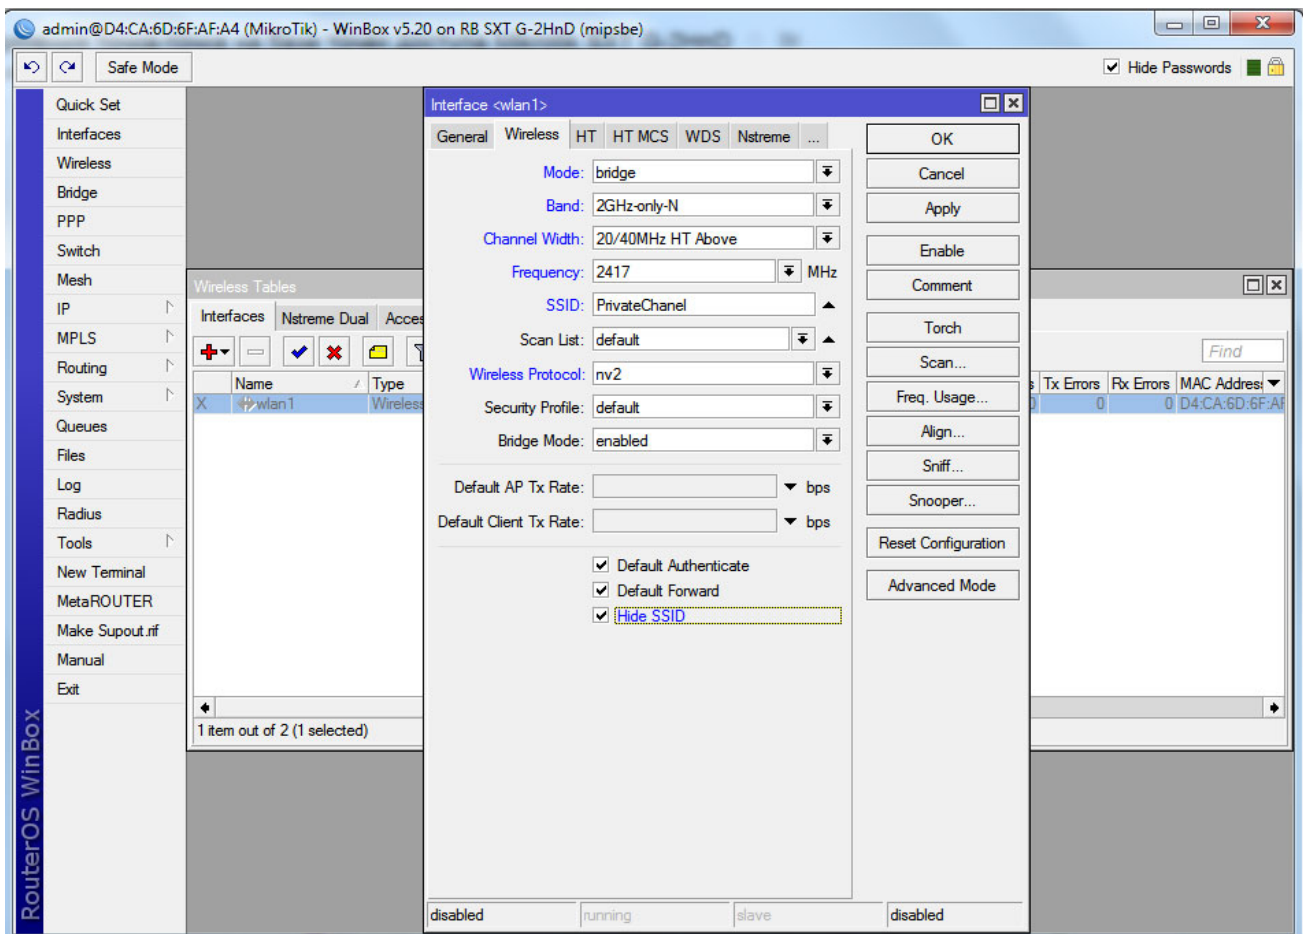 admin@D4:CA:6D:6F:AF:A4 (MikroTik) - WinBox v5.20 on RB SXT G-2HnD (mipsbe)
Safe Mode
Hide Passwords
Quick Set
Interfaces
Wireless
Bridge
PPP
Switch
Mesh
IP
MPLS
Routing
System
Queues
Files
Log
Radius
Tools
New Terminal
MetaROUTER
Make Supout.rif
Manual
Exit
RouterOS WinBox
Wireless Tables
Interfaces Nstreme Dual Acces
Find
Name Type
Tx Errors Rx Errors MAC Addres
X wlan1 Wireles
0 0 D4:CA:6D:6F:AF
1 item out of 2 (1 selected)
Interface <wlan1>
General Wireless HT HT MCS WDS Nstreme ...
Mode: bridge
Band: 2GHz-only-N
Channel Width: 20/40MHz HT Above
Frequency: 2417 MHz
SSID: PrivateChanel
Scan List: default
Wireless Protocol: nv2
Security Profile: default
Bridge Mode: enabled
Default AP Tx Rate: bps
Default Client Tx Rate: bps
Default Authenticate
Default Forward
Hide SSID
OK
Cancel
Apply
Enable
Comment
Torch
Scan...
Freq. Usage...
Align...
Sniff...
Snooper...
Reset Configuration
Advanced Mode
disabled running slave disabled